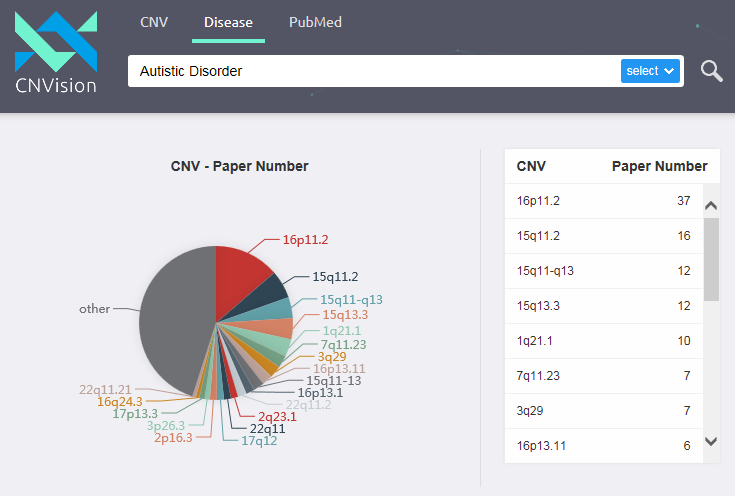 CNV Disease PubMed
CNVision
Autistic Disorder select
CNV - Paper Number
16p11.2
15q11.2
15q11-q13
15q13.3
1q21.1
7q11.23
3q29
16p13.11
15q11-13
16p13.1
22q11.2
2q23.1
22q11
17q12
2p16.3
3p26.3
17p13.3
16q24.3
22q11.21
other
CNV Paper Number
16p11.2 37
15q11.2 16
15q11-q13 12
15q13.3 12
1q21.1 10
7q11.23 7
3q29 7
16p13.11 6